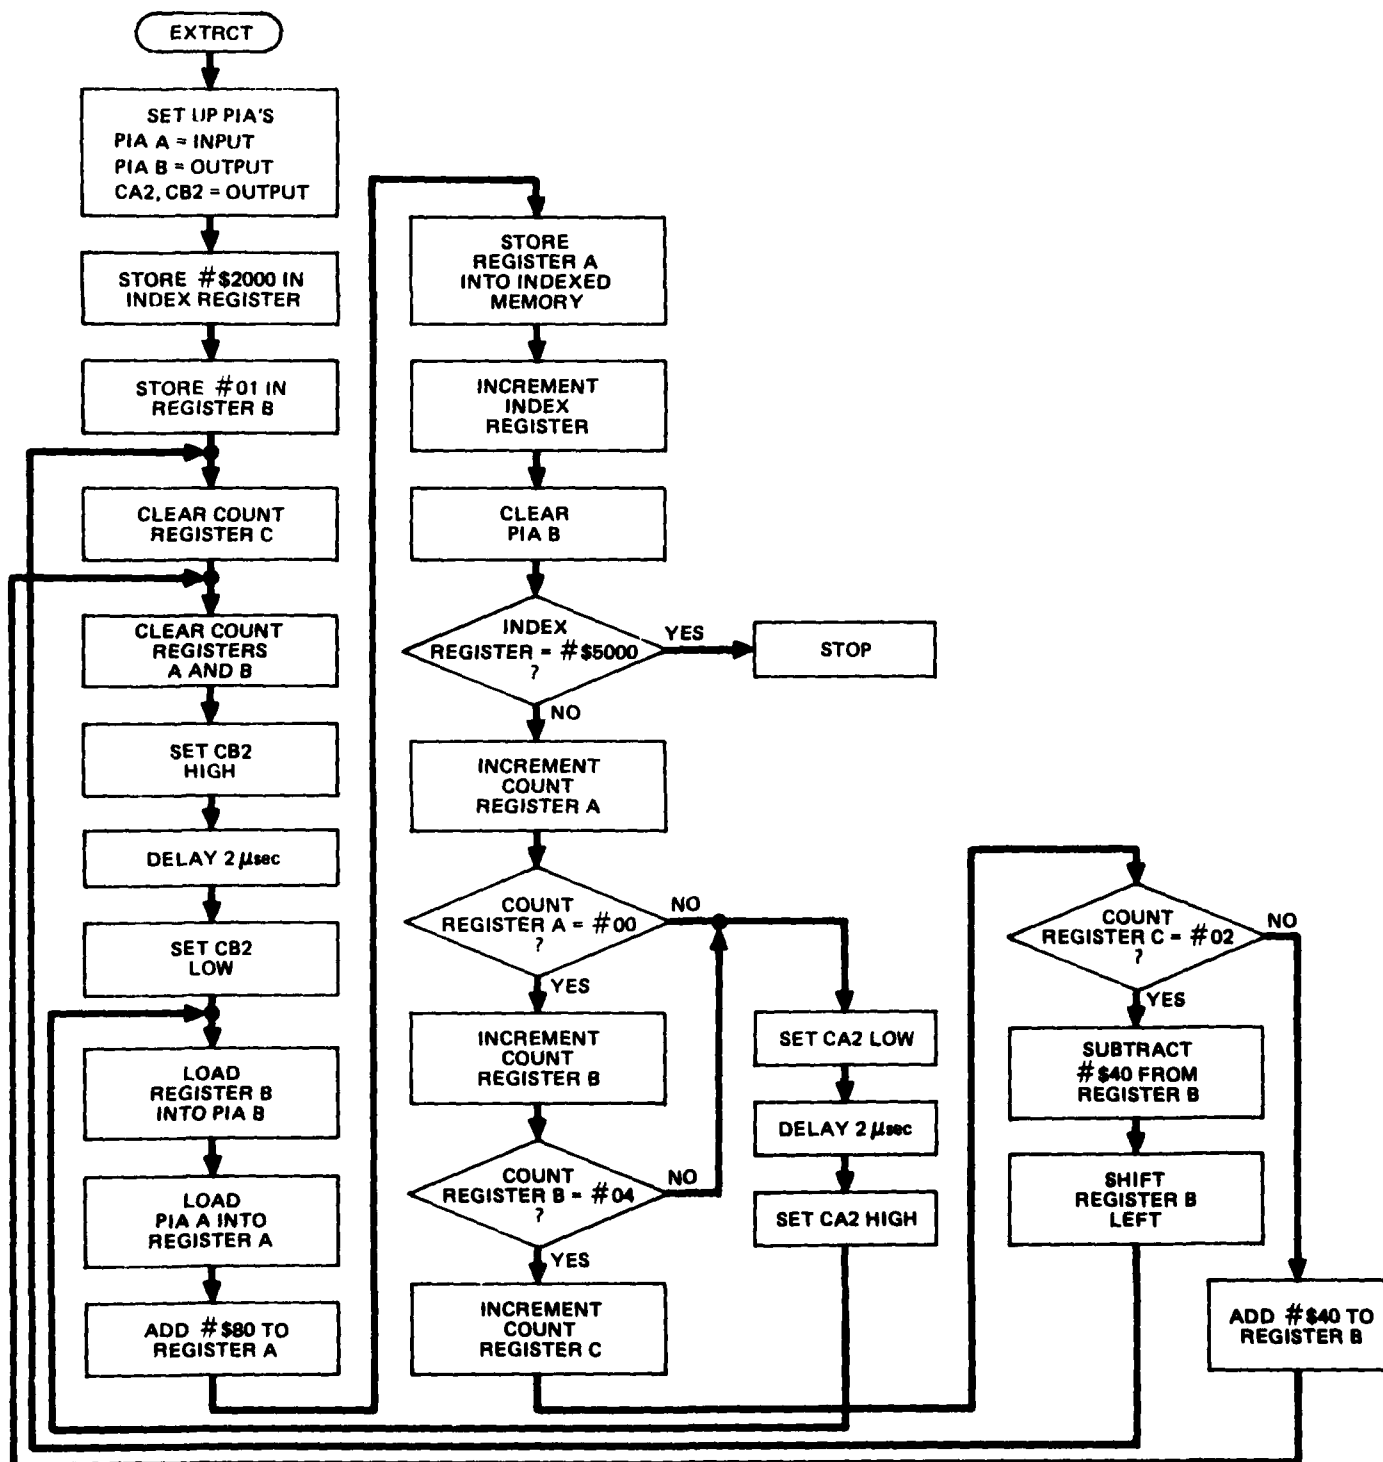 EXTRCT
SET UP PIA'S
PIA A = INPUT
PIA B = OUTPUT
CA2, CB2 = OUTPUT
STORE #$2000 IN
INDEX REGISTER
STORE #01 IN
REGISTER B
CLEAR COUNT
REGISTER C
CLEAR COUNT
REGISTERS
A AND B
SET CB2
HIGH
DELAY 2 µsec
SET CB2
LOW
LOAD
REGISTER B
INTO PIA B
LOAD
PIA A INTO
REGISTER A
ADD #$80 TO
REGISTER A
STORE
REGISTER A
INTO INDEXED
MEMORY
INCREMENT
INDEX
REGISTER
CLEAR
PIA B
INDEX
REGISTER = #$5000
?
YES
STOP
NO
INCREMENT
COUNT
REGISTER A
COUNT
REGISTER A = #00
?
NO
YES
INCREMENT
COUNT
REGISTER B
COUNT
REGISTER B = #04
?
NO
YES
INCREMENT
COUNT
REGISTER C
SET CA2 LOW
DELAY 2 µsec
SET CA2 HIGH
COUNT
REGISTER C = #02
?
NO
YES
SUBTRACT
#$40 FROM
REGISTER B
SHIFT
REGISTER B
LEFT
ADD #$40 TO
REGISTER B